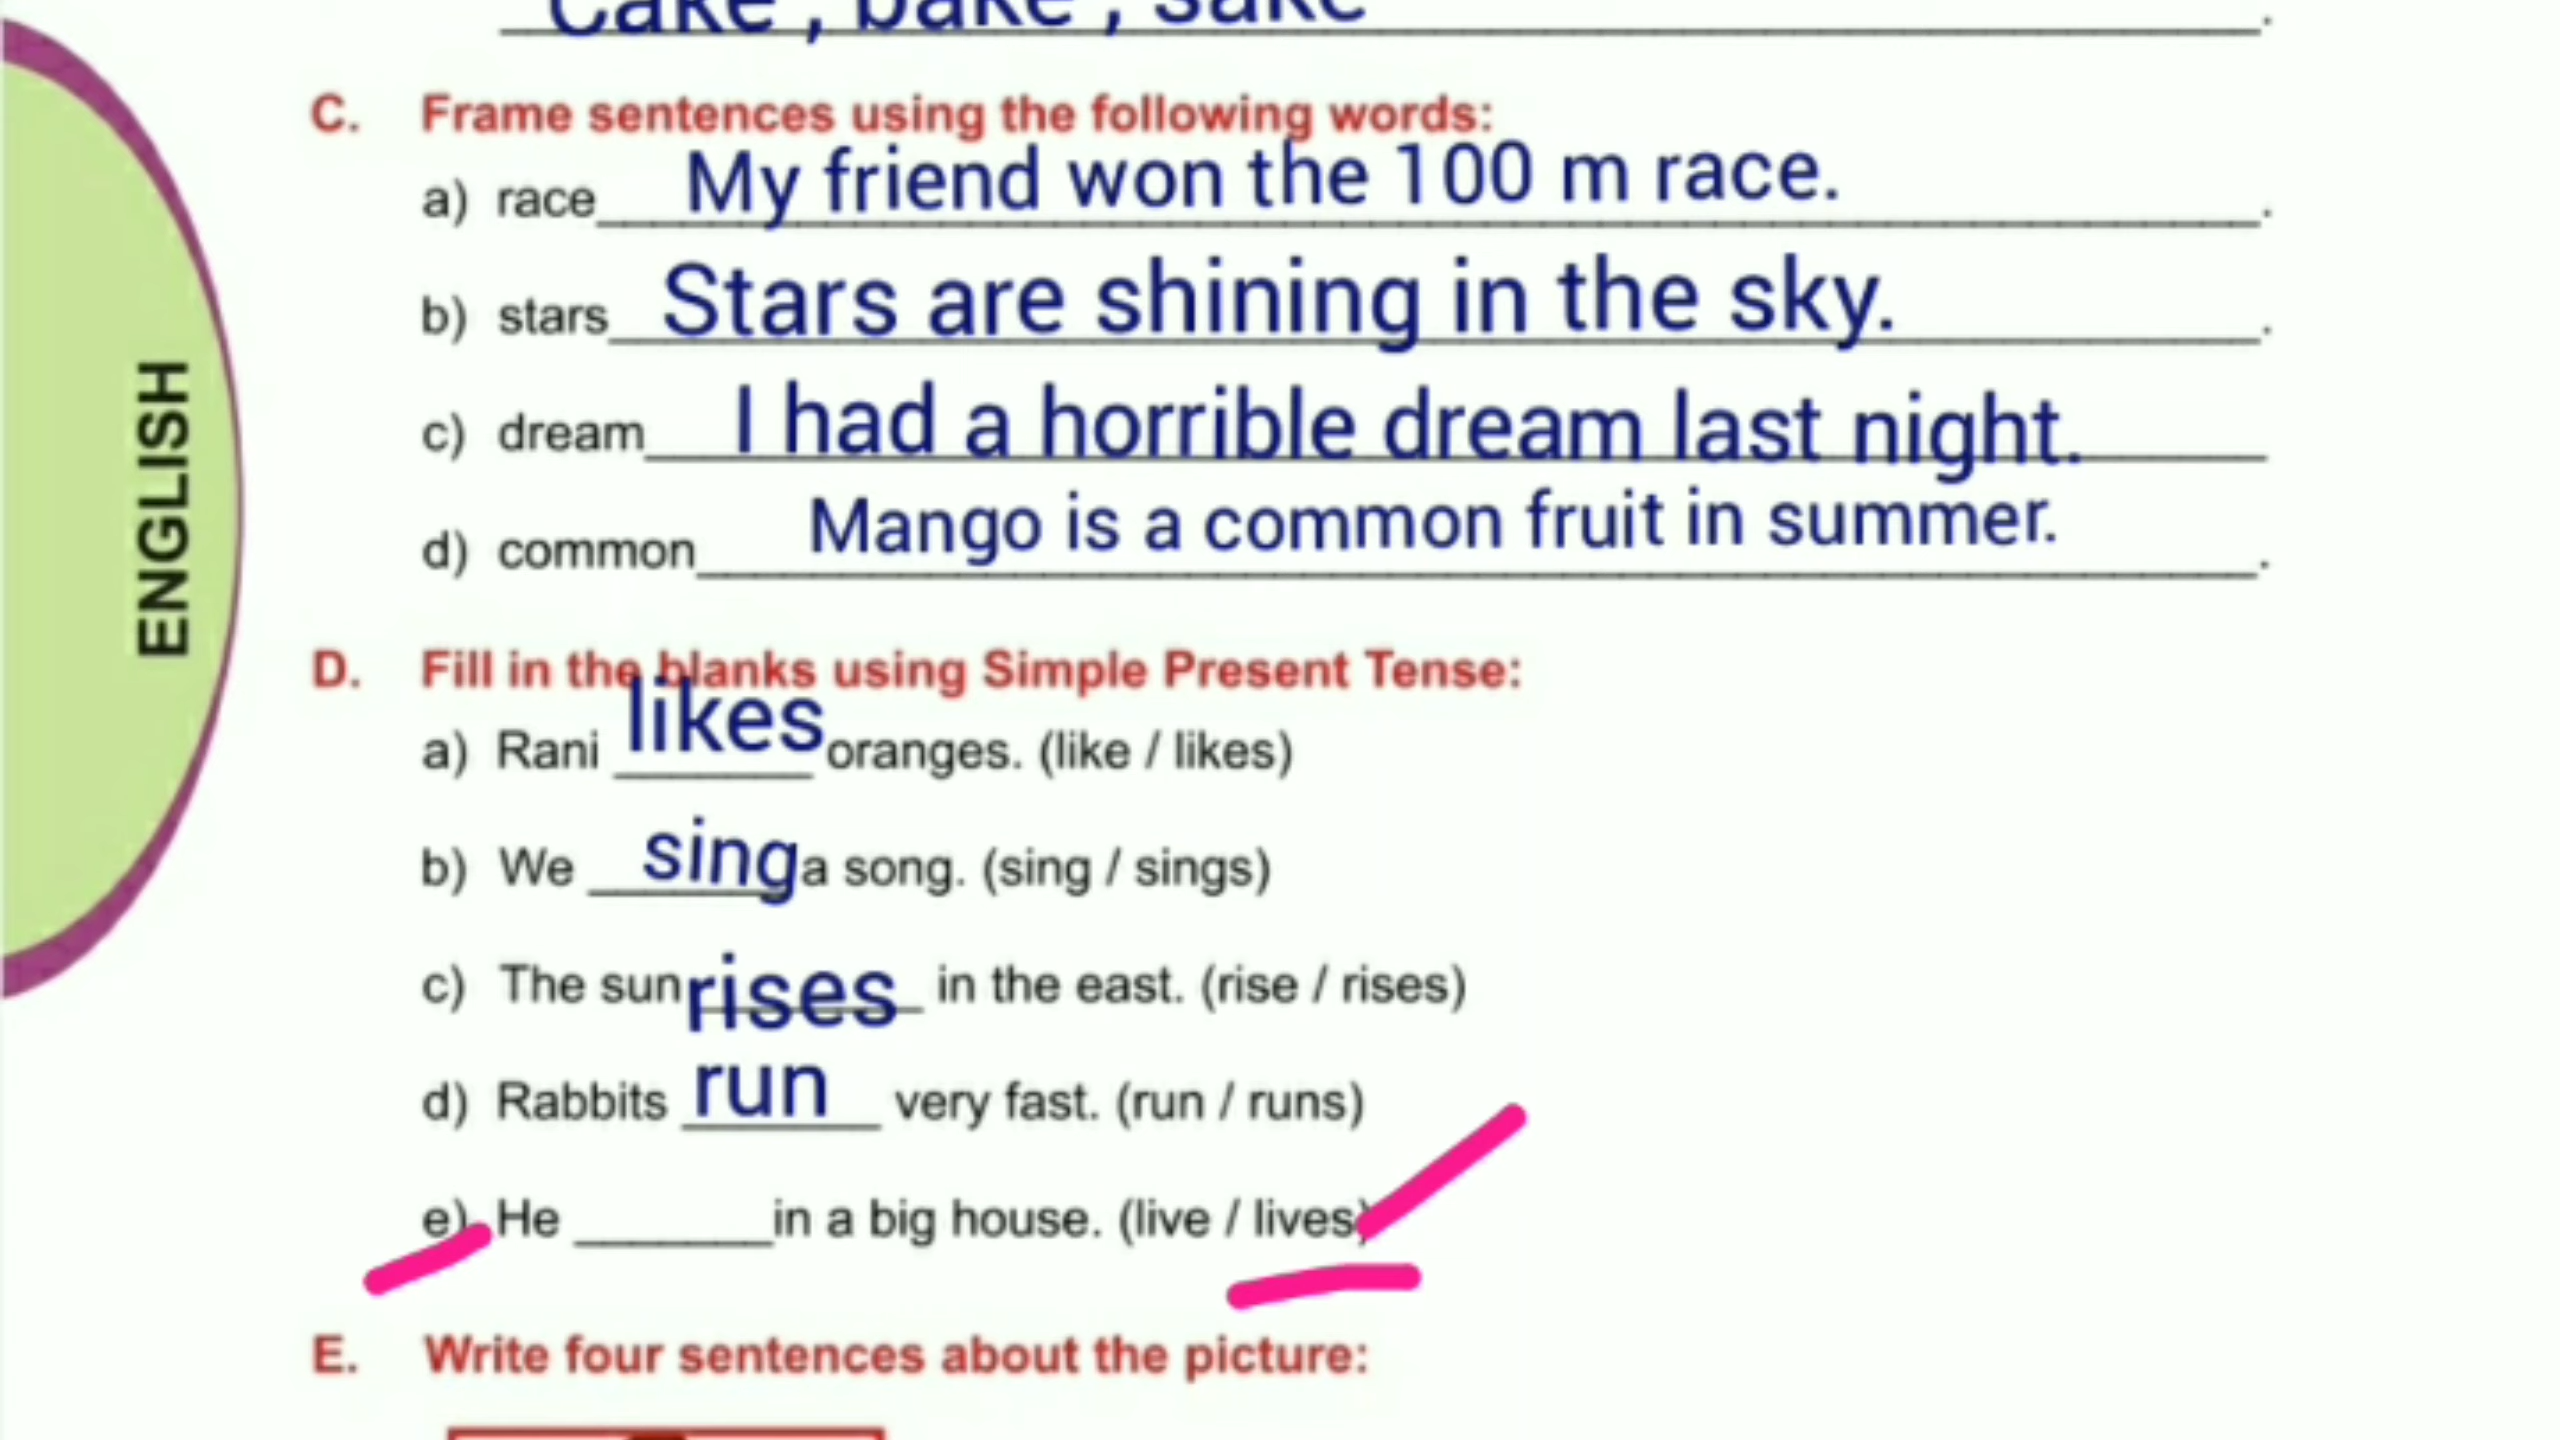 Cake , bake , sake.
C. Frame sentences using the following words:
a) race My friend won the 100 m race. .
b) stars Stars are shining in the sky. .
c) dream I had a horrible dream last night.
d) common Mango is a common fruit in summer. .
ENGLISH
D. Fill in the blanks using Simple Present Tense:
a) Rani likes oranges. (like / likes)
b) We sing a song. (sing / sings)
c) The sun rises in the east. (rise / rises)
d) Rabbits run very fast. (run / runs)
e) He _______in a big house. (live / lives)
E. Write four sentences about the picture: